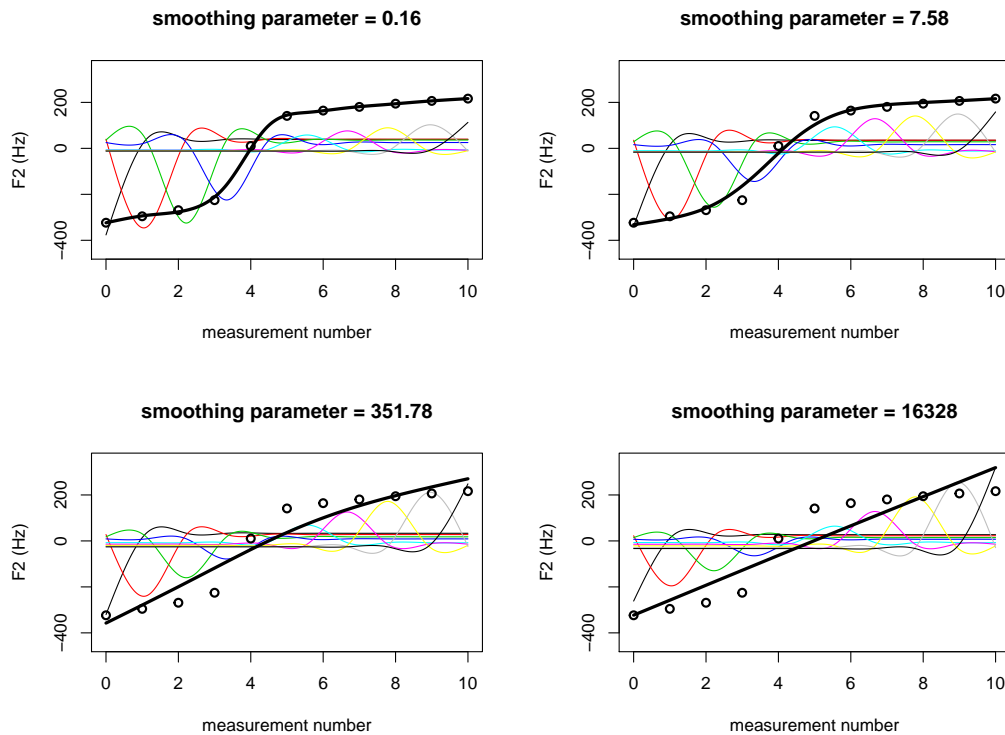 smoothing parameter = 0.16
F2 (Hz)
200
0
−400
0 2 4 6 8 10
measurement number
smoothing parameter = 7.58
F2 (Hz)
200
0
−400
0 2 4 6 8 10
measurement number
smoothing parameter = 351.78
F2 (Hz)
200
0
−400
0 2 4 6 8 10
measurement number
smoothing parameter = 16328
F2 (Hz)
200
0
−400
0 2 4 6 8 10
measurement number